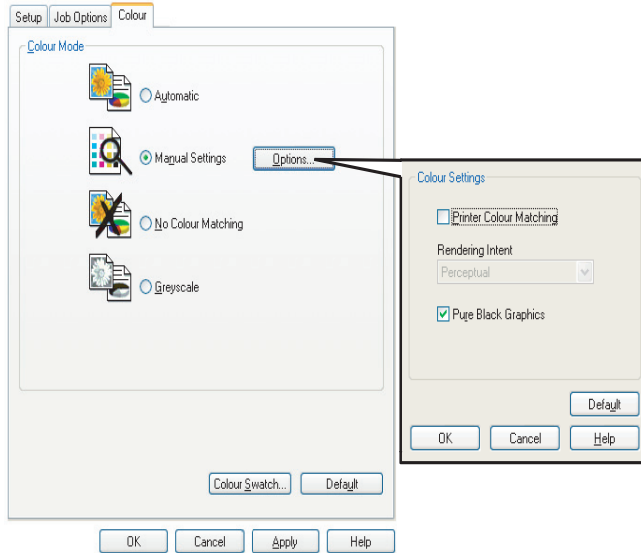 Setup Job Options Colour
Colour Mode
Automatic
Manual Settings Options...
No Colour Matching
Greyscale
Colour Swatch... Default
OK Cancel Apply Help
Colour Settings
Printer Colour Matching
Rendering Intent
Perceptual
Pure Black Graphics
Default
OK Cancel Help